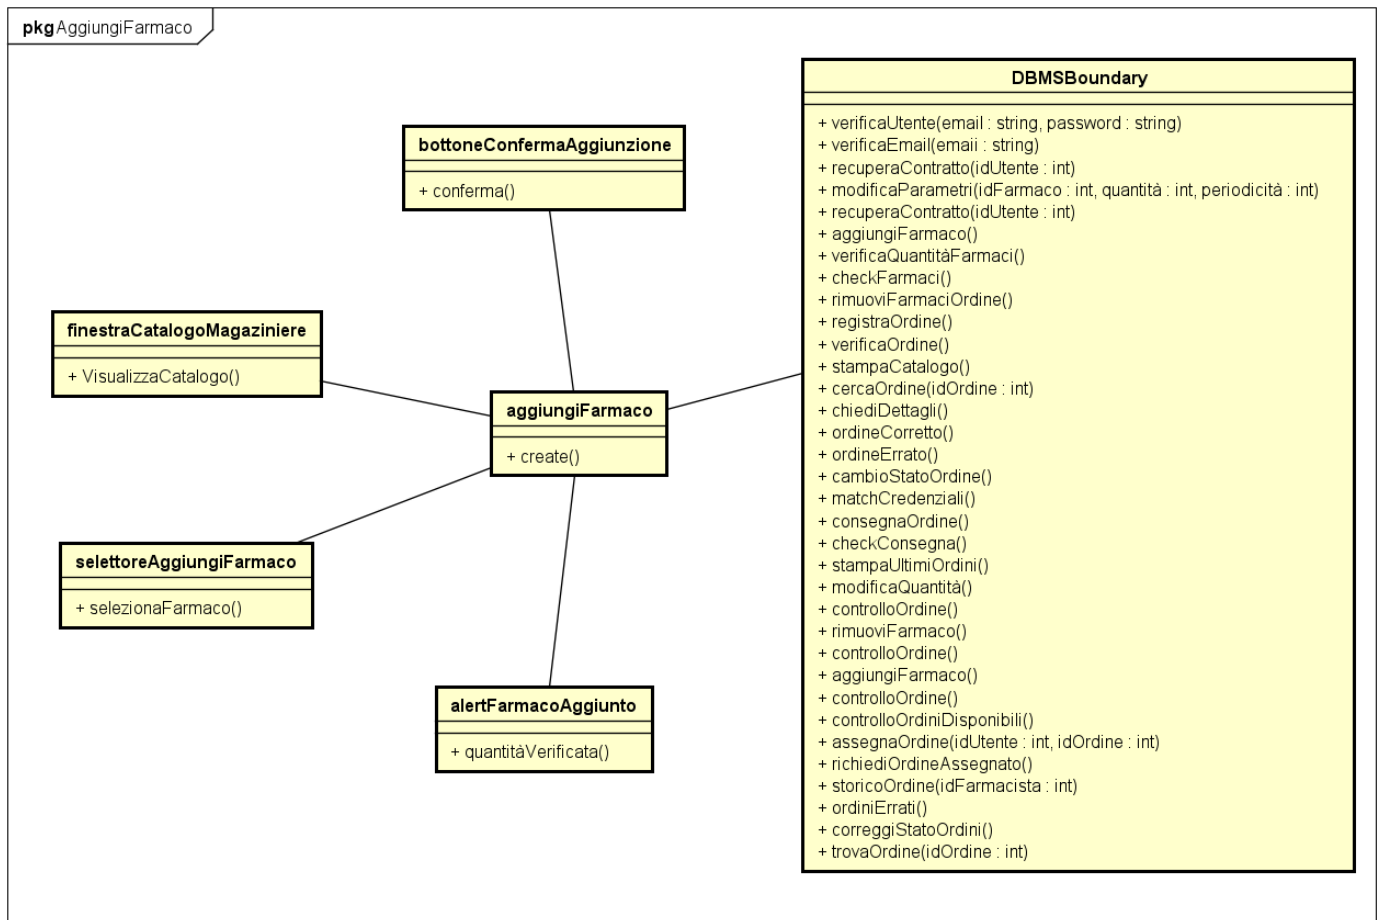 pkg AggiungiFarmaco
bottoneConfermaAggiunzione
+ conferma()
finestraCatalogoMagaziniere
+ VisualizzaCatalogo()
aggiungiFarmaco
+ create()
selettoreAggiungiFarmaco
+ selezionaFarmaco()
alertFarmacoAggiunto
+ quantitàVerificata()
DBMSBoundary
+ verificaUtente(email : string, password : string)
+ verificaEmail(emaii : string)
+ recuperaContratto(idUtente : int)
+ modificaParametri(idFarmaco : int, quantità : int, periodicità : int)
+ recuperaContratto(idUtente : int)
+ aggiungiFarmaco()
+ verificaQuantitàFarmaci()
+ checkFarmaci()
+ rimuoviFarmaciOrdine()
+ registraOrdine()
+ verificaOrdine()
+ stampaCatalogo()
+ cercaOrdine(idOrdine : int)
+ chiediDettagli()
+ ordineCorretto()
+ ordineErrato()
+ cambioStatoOrdine()
+ matchCredenziali()
+ consegnaOrdine()
+ checkConsegna()
+ stampaUltimiOrdini()
+ modificaQuantità()
+ controlloOrdine()
+ rimuoviFarmaco()
+ controlloOrdine()
+ aggiungiFarmaco()
+ controlloOrdine()
+ controlloOrdiniDisponibili()
+ assegnaOrdine(idUtente : int, idOrdine : int)
+ richiediOrdineAssegnato()
+ storicoOrdine(idFarmacista : int)
+ ordiniErrati()
+ correggiStatoOrdini()
+ trovaOrdine(idOrdine : int)